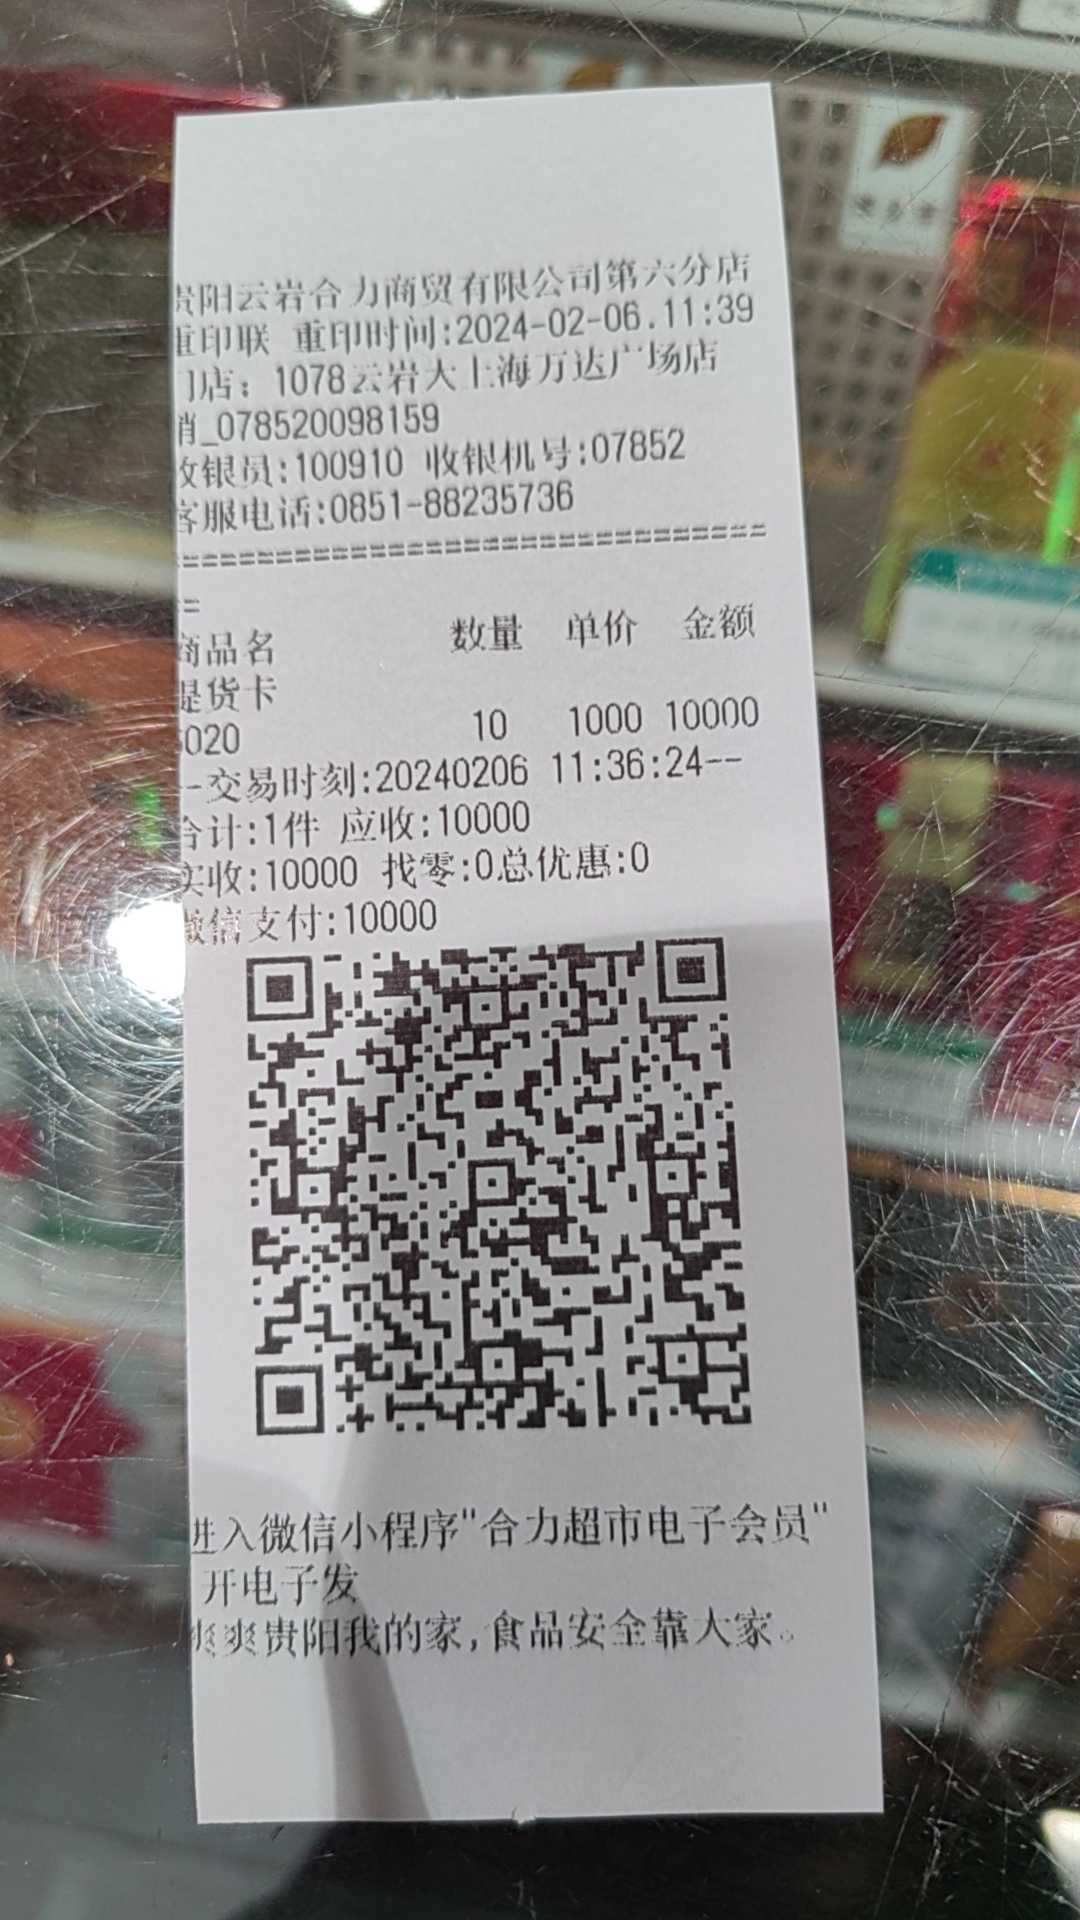 贵阳云岩合力商贸有限公司第六分店
重印联 重印时间:2024-02-06.11:39
门店：1078云岩大上海万达广场店
销_078520098159
收银员:100910 收银机号:07852
客服电话:0851-88235736
================================
==
商品名 数量 单价 金额
提货卡
5020 10 1000 10000
--交易时刻:20240206 11:36:24--
合计:1件 应收:10000
实收:10000 找零:0总优惠:0
微信支付:10000
进入微信小程序"合力超市电子会员"
开电子发
爽爽贵阳我的家,食品安全靠大家。